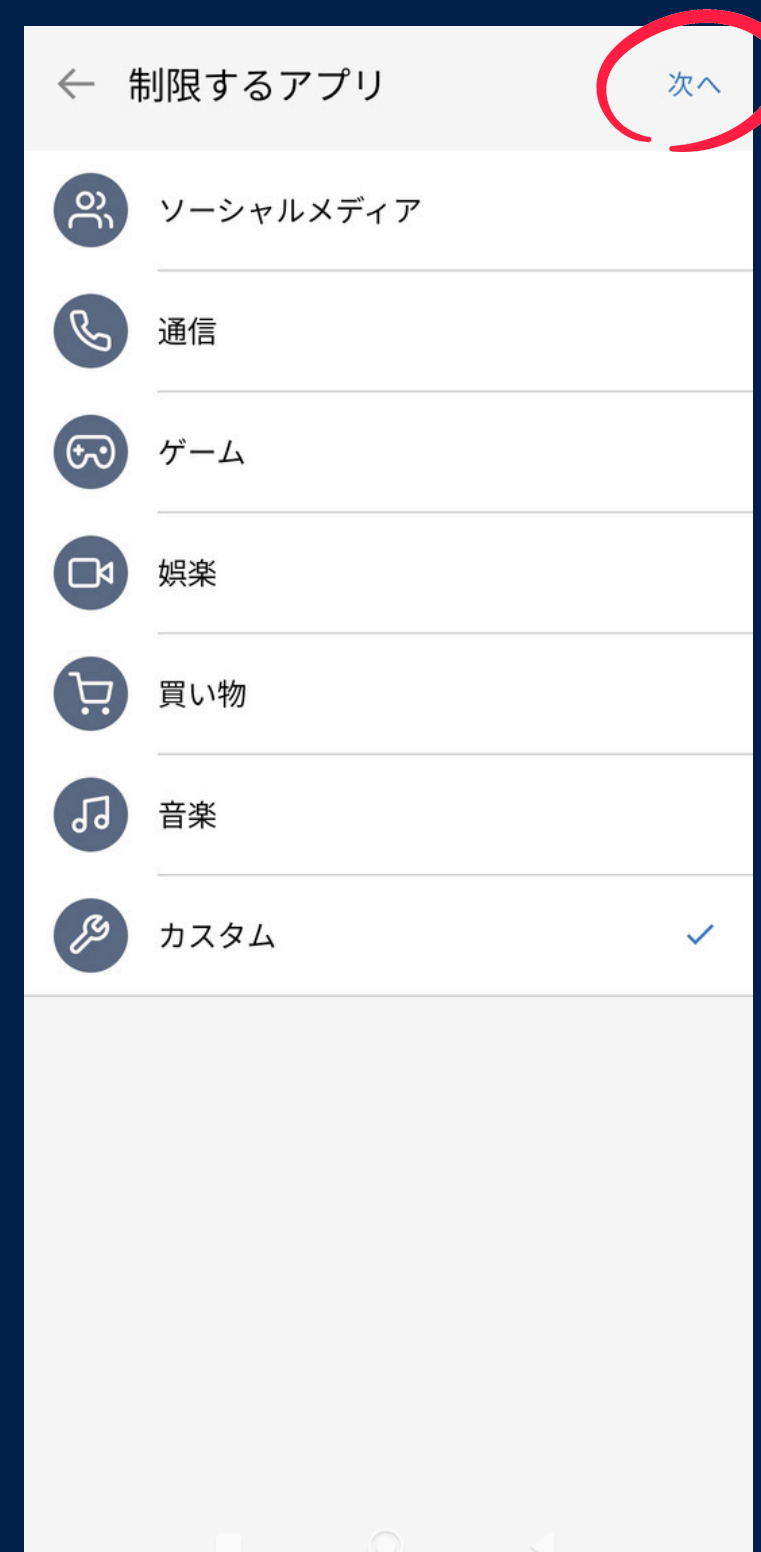 制限するアプリ 次へ
ソーシャルメディア
通信
ゲーム
娯楽
買い物
音楽
カスタム